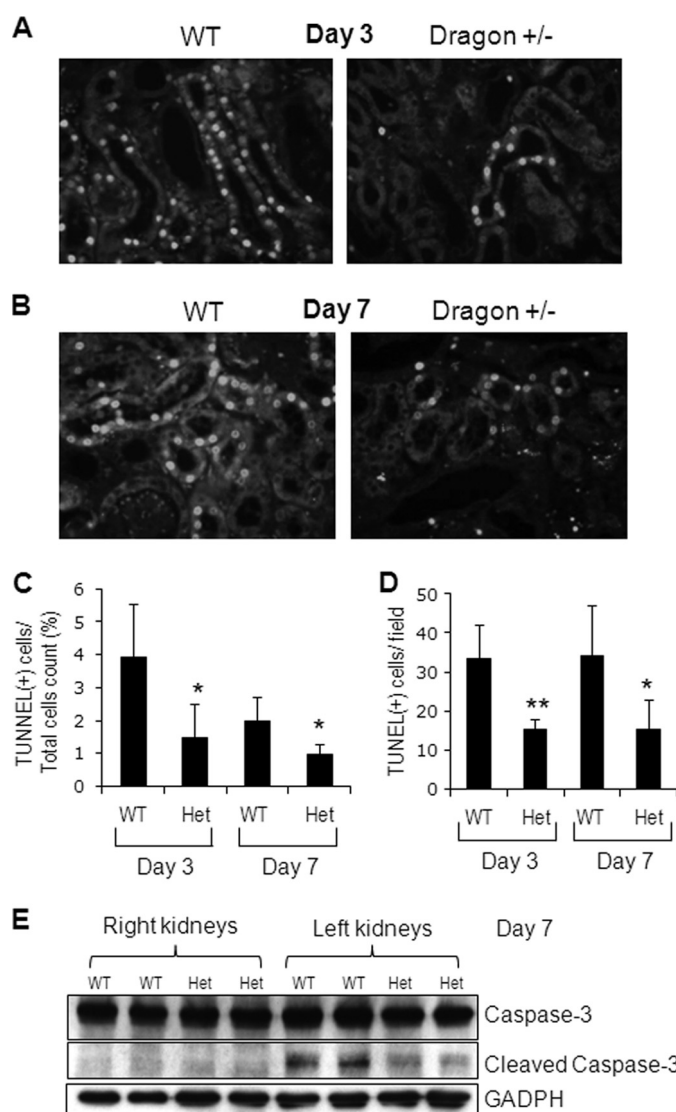 A
WT Day 3 Dragon +/-
B
WT Day 7 Dragon +/-
C
TUNNEL(+) cells/
Total cells count (%)
6
5
4
3
2
1
0
*
*
WT Het WT Het
Day 3 Day 7
D
TUNEL(+) cells/ field
50
40
30
20
10
0
**
*
WT Het WT Het
Day 3 Day 7
E
Right kidneys Left kidneys Day 7
WT WT Het Het WT WT Het Het
Caspase-3
Cleaved Caspase-3
GADPH